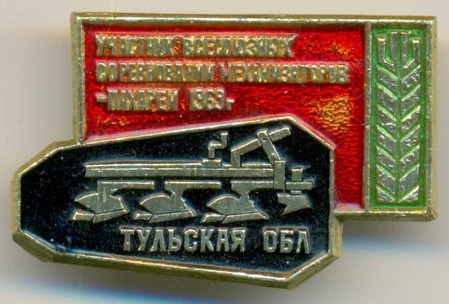 УЧАСТНИК ВСЕСОЮЗНЫХ
СОРЕВНОВАНИЙ МЕХАНИЗАТОРОВ
-ПАХАРЕЙ 1983-
ТУЛЬСКАЯ ОБЛ